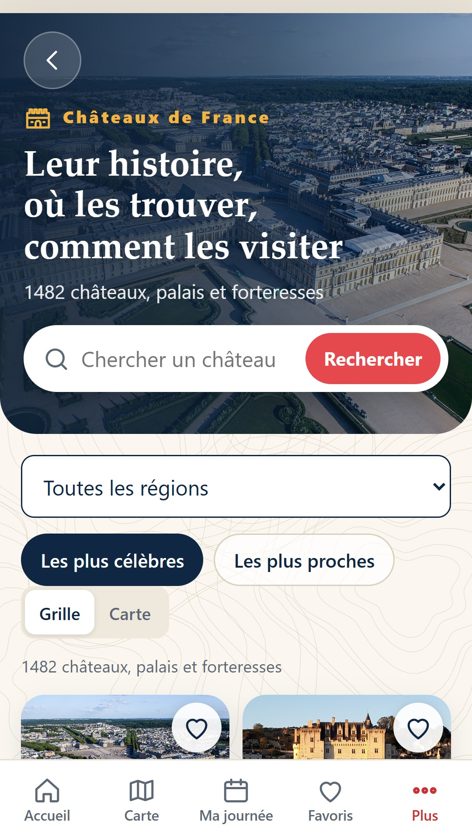 Châteaux de France
Leur histoire,
où les trouver,
comment les visiter
1482 châteaux, palais et forteresses
Chercher un château
Rechercher
Toutes les régions
Les plus célèbres
Les plus proches
Grille
Carte
1482 châteaux, palais et forteresses
Accueil
Carte
Ma journée
Favoris
Plus